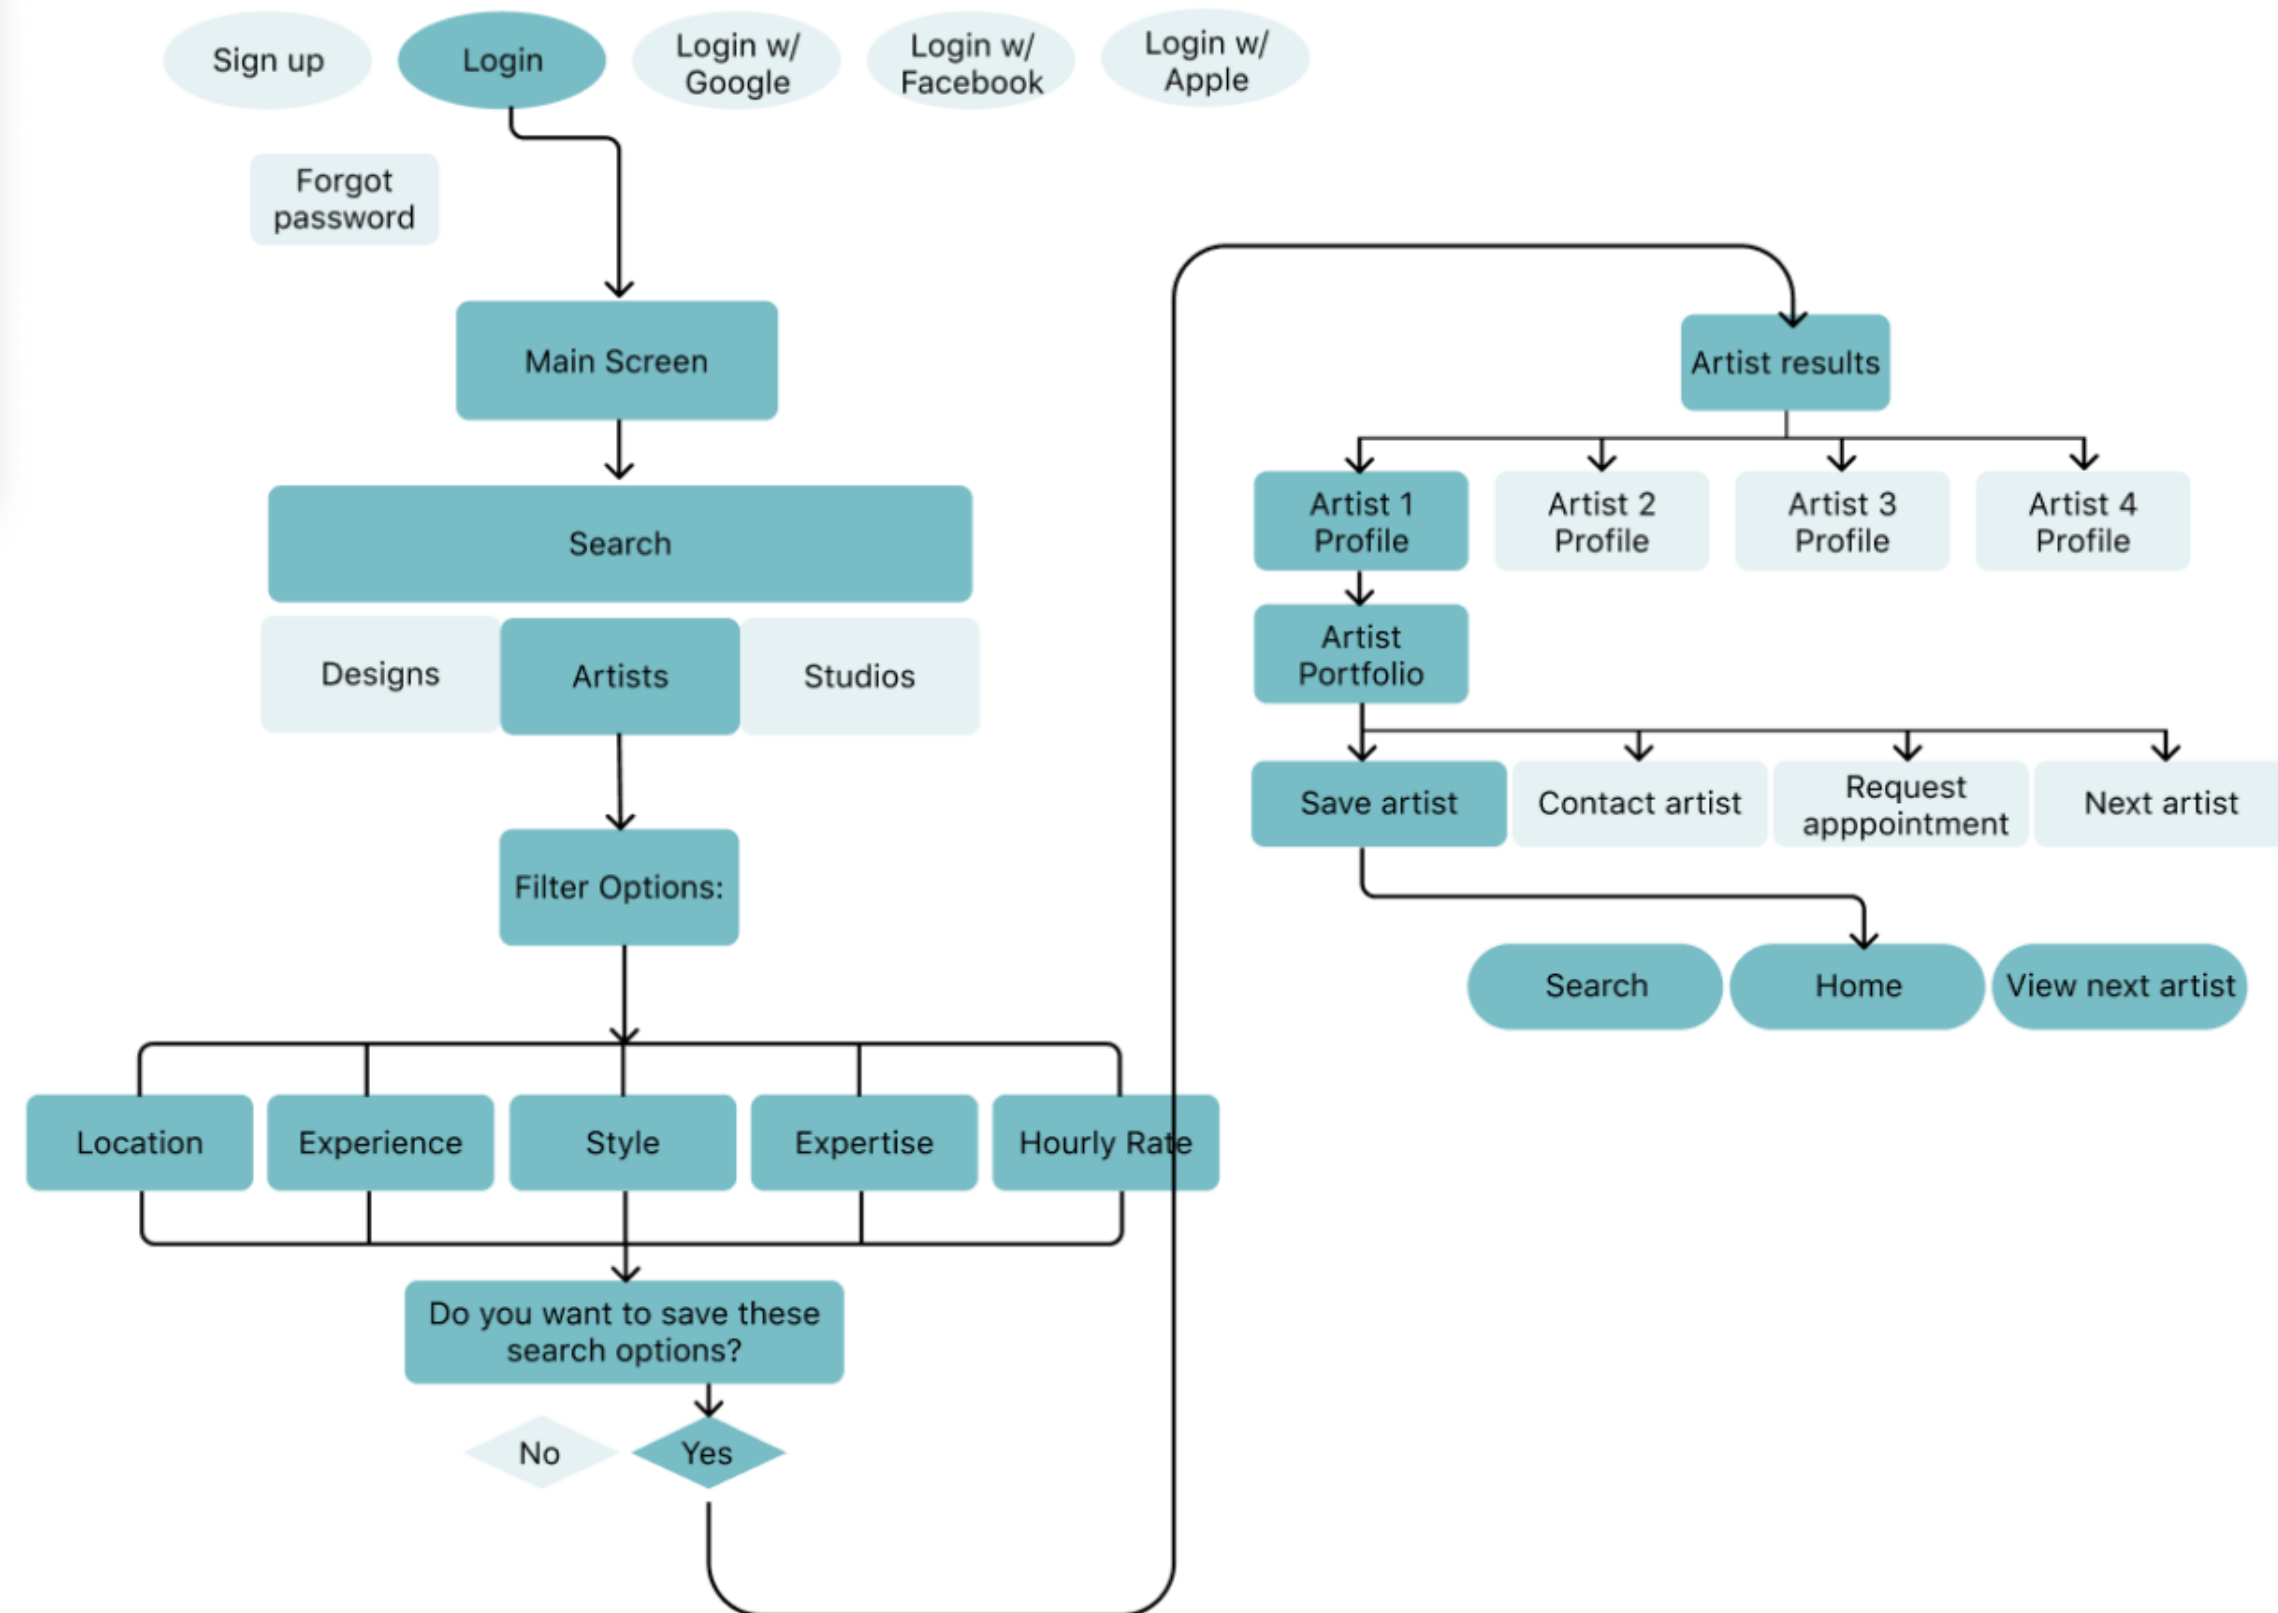 Sign up
Login
Login w/
Google
Login w/
Facebook
Login w/
Apple
Forgot
password
Main Screen
Search
Designs
Artists
Studios
Filter Options:
Location
Experience
Style
Expertise
Hourly Rate
Do you want to save these
search options?
No
Yes
Artist results
Artist 1
Profile
Artist 2
Profile
Artist 3
Profile
Artist 4
Profile
Artist
Portfolio
Save artist
Contact artist
Request
apppointment
Next artist
Search
Home
View next artist